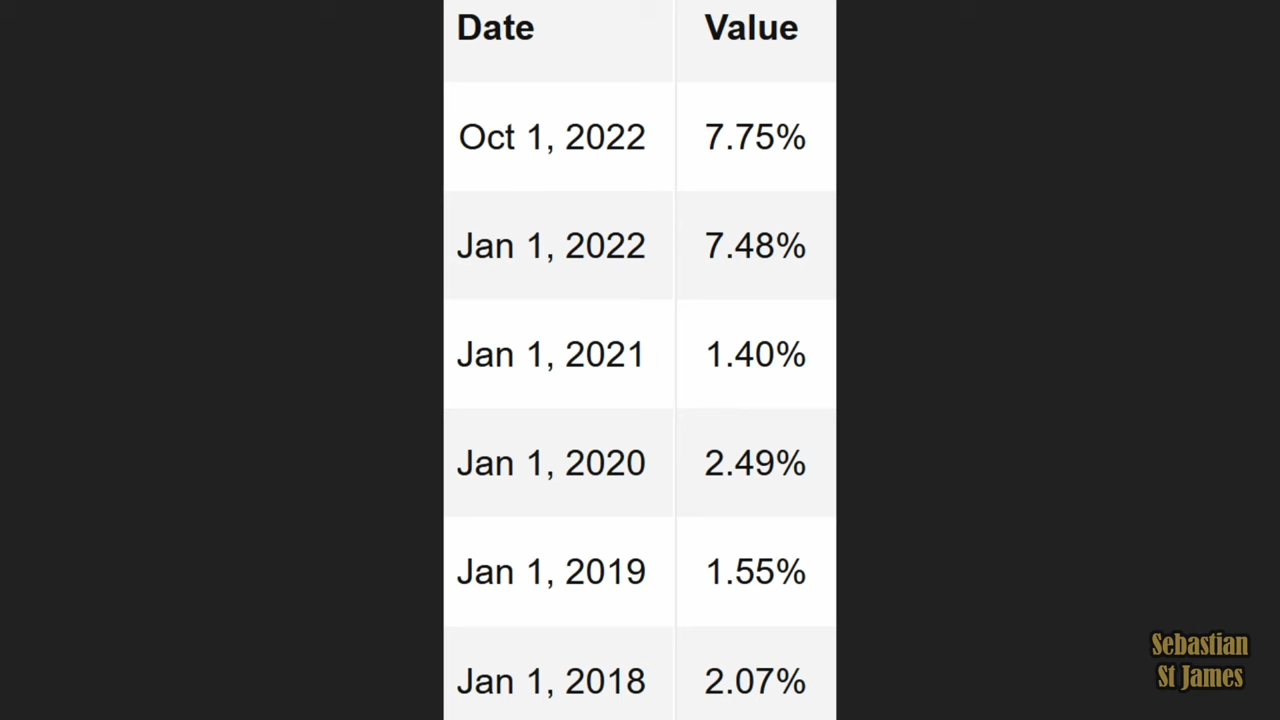 Date Value
Oct 1, 2022 7.75%
Jan 1, 2022 7.48%
Jan 1, 2021 1.40%
Jan 1, 2020 2.49%
Jan 1, 2019 1.55%
Jan 1, 2018 2.07%
Sebastian
St James